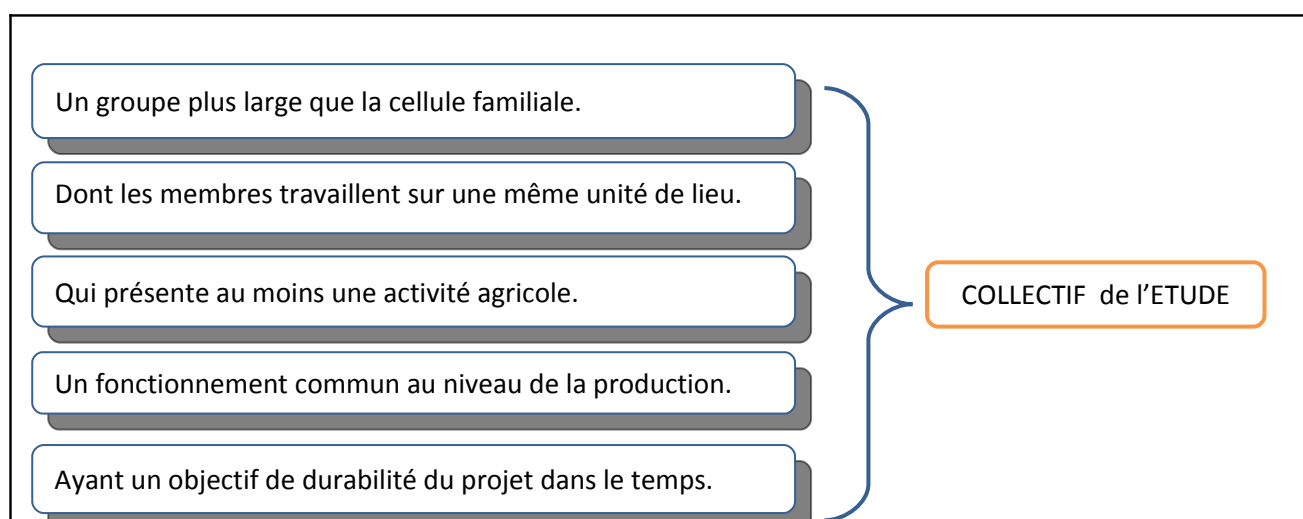 Un groupe plus large que la cellule familiale.
Dont les membres travaillent sur une même unité de lieu.
Qui présente au moins une activité agricole.
COLLECTIF de l’ETUDE
Un fonctionnement commun au niveau de la production.
Ayant un objectif de durabilité du projet dans le temps.